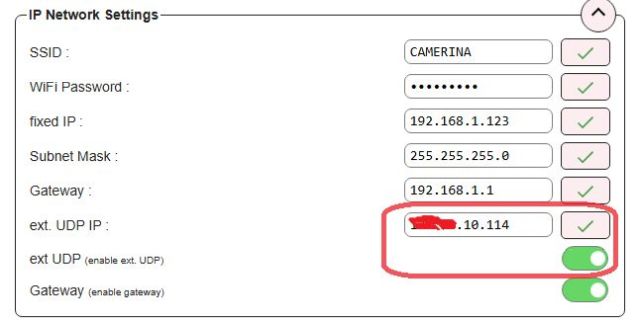 IP Network Settings
SSID : CAMERINA
WiFi Password : •••••••••
fixed IP : 192.168.1.123
Subnet Mask : 255.255.255.0
Gateway : 192.168.1.1
ext. UDP IP : .10.114
ext UDP (enable ext. UDP)
Gateway (enable gateway)